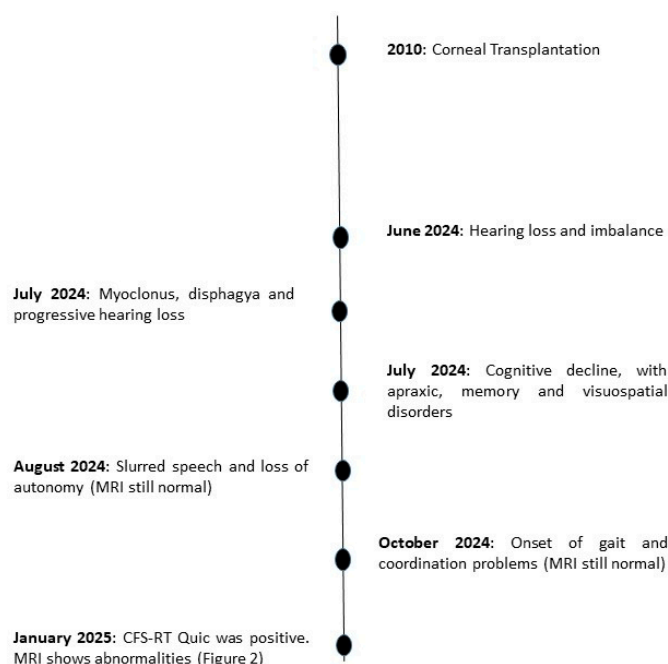 2010: Corneal Transplantation
June 2024: Hearing loss and imbalance
July 2024: Myoclonus, disphagya and
progressive hearing loss
July 2024: Cognitive decline, with
apraxic, memory and visuospatial
disorders
August 2024: Slurred speech and loss of
autonomy (MRI still normal)
October 2024: Onset of gait and
coordination problems (MRI still normal)
January 2025: CFS-RT Quic was positive.
MRI shows abnormalities (Figure 2)